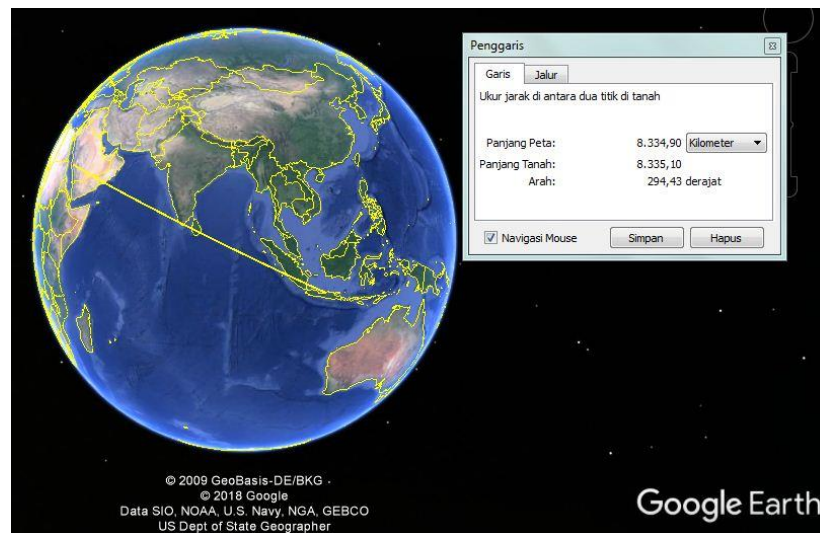 Penggaris
Garis Jalur
Ukur jarak di antara dua titik di tanah
Panjang Peta: 8.334,90 Kilometer
Panjang Tanah: 8.335,10
Arah: 294,43 derajat
Navigasi Mouse Simpan Hapus
© 2009 GeoBasis-DE/BKG
© 2018 Google
Data SIO, NOAA, U.S. Navy, NGA, GEBCO
US Dept of State Geographer
Google Earth